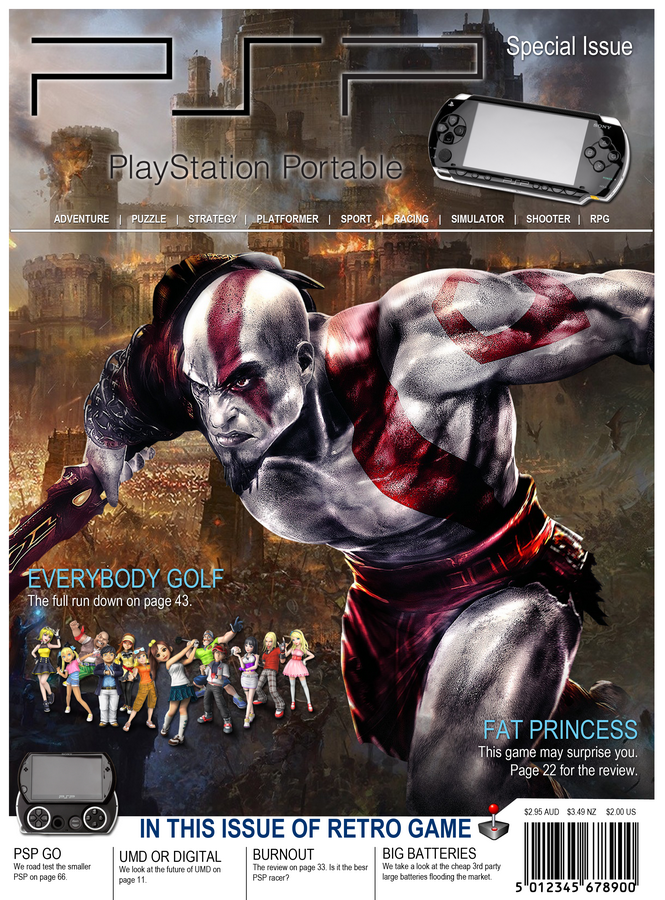 PSP
Special Issue
PlayStation Portable
SONY
ADVENTURE | PUZZLE | STRATEGY | PLATFORMER | SPORT | RACING | SIMULATOR | SHOOTER | RPG
EVERYBODY GOLF
The full run down on page 43.
FAT PRINCESS
This game may surprise you.
Page 22 for the review.
IN THIS ISSUE OF RETRO GAME
$2.95 AUD $3.49 NZ $2.00 US
PSP GO
We road test the smaller
PSP on page 66.
UMD OR DIGITAL
We look at the future of UMD on
page 11.
BURNOUT
The review on page 33. Is it the besr
PSP racer?
BIG BATTERIES
We take a look at the cheap 3rd party
large batteries flooding the market.
5 012345 678900